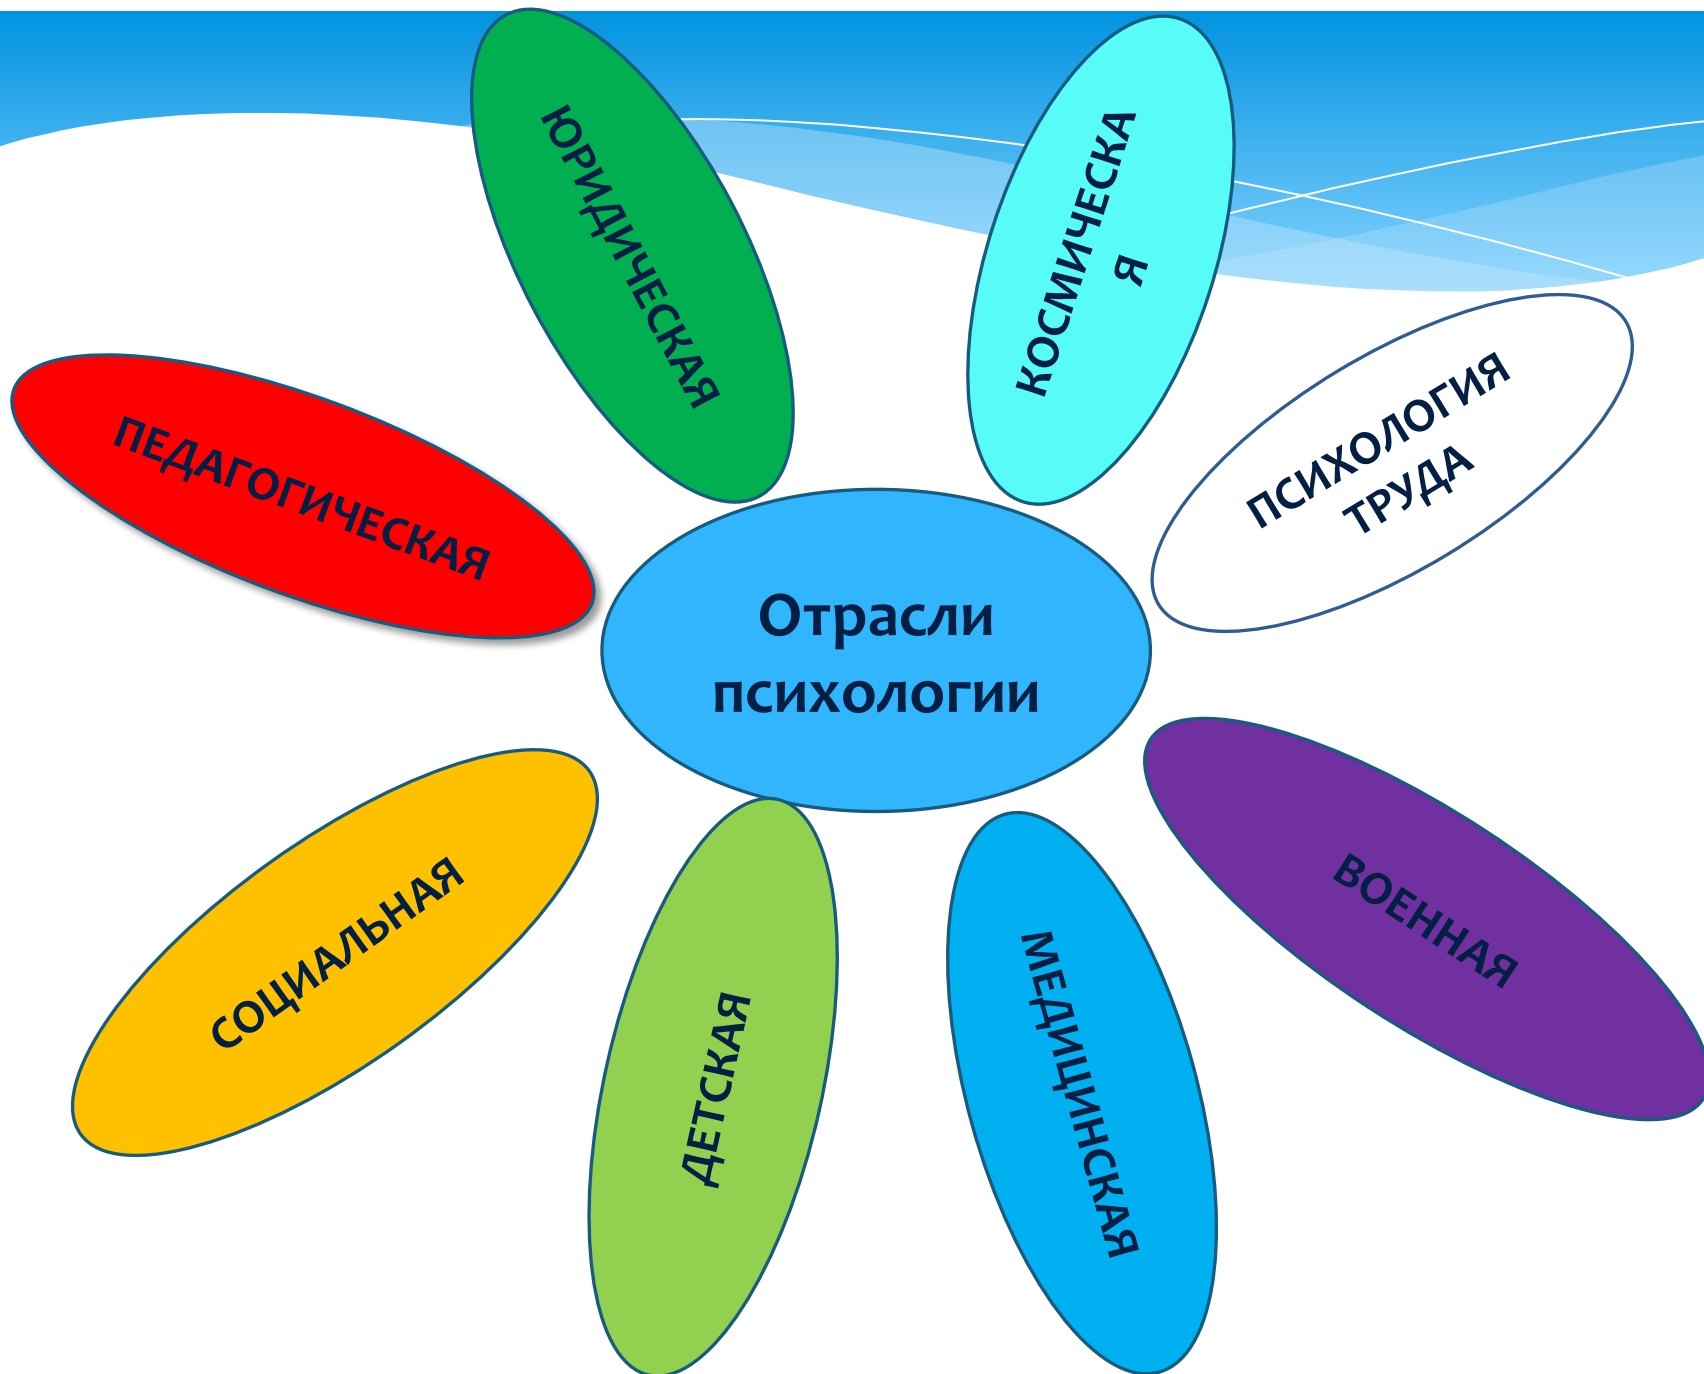 ЮРИДИЧЕСКАЯ
КОСМИЧЕСКА
Я
ПЕДАГОГИЧЕСКАЯ
ПСИХОЛОГИЯ
ТРУДА
Отрасли
психологии
СОЦИАЛЬНАЯ
ДЕТСКАЯ
МЕДИЦИНСКАЯ
ВОЕННАЯ